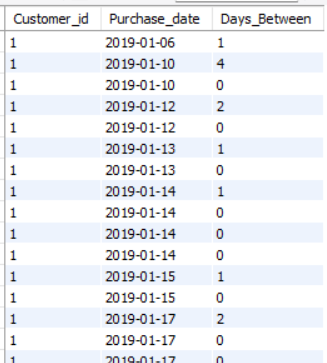 Customer_id Purchase_date Days_Between
1 2019-01-06 1
1 2019-01-10 4
1 2019-01-10 0
1 2019-01-12 2
1 2019-01-12 0
1 2019-01-13 1
1 2019-01-13 0
1 2019-01-14 1
1 2019-01-14 0
1 2019-01-14 0
1 2019-01-14 0
1 2019-01-15 1
1 2019-01-15 0
1 2019-01-17 2
1 2019-01-17 0
1 2019-01-17 0